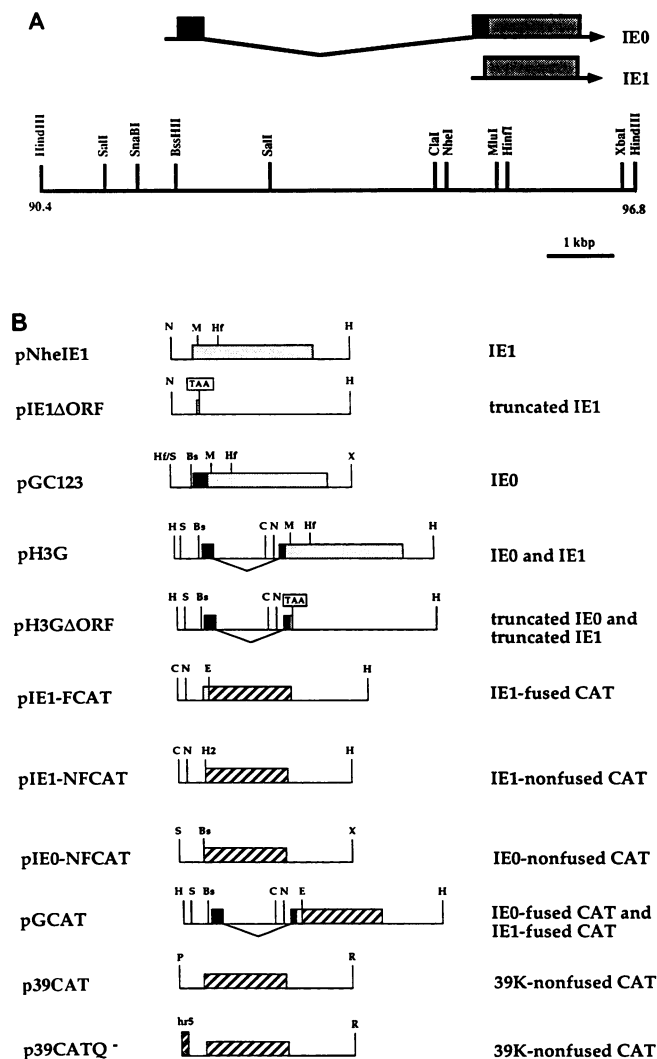 A
IE0
IE1
HindIII SalI SnaBI BssHII SalI ClaI NheI MluI HinfI XbaI HindIII
90.4 96.8
1 kbp
B
N M Hf H
pNheIE1 IE1
N TAA H
pIE1ΔORF truncated IE1
Hf/S Bs M Hf X
pGC123 IE0
H S Bs C N M Hf H
pH3G IE0 and IE1
H S Bs C N TAA H
pH3GΔORF truncated IE0 and
truncated IE1
C N E H
pIE1-FCAT IE1-fused CAT
C N H2 H
pIE1-NFCAT IE1-nonfused CAT
S Bs X
pIE0-NFCAT IE0-nonfused CAT
H S Bs C N E H
pGCAT IE0-fused CAT and
IE1-fused CAT
P R
p39CAT 39K-nonfused CAT
hr5 R
p39CATQ⁻ 39K-nonfused CAT